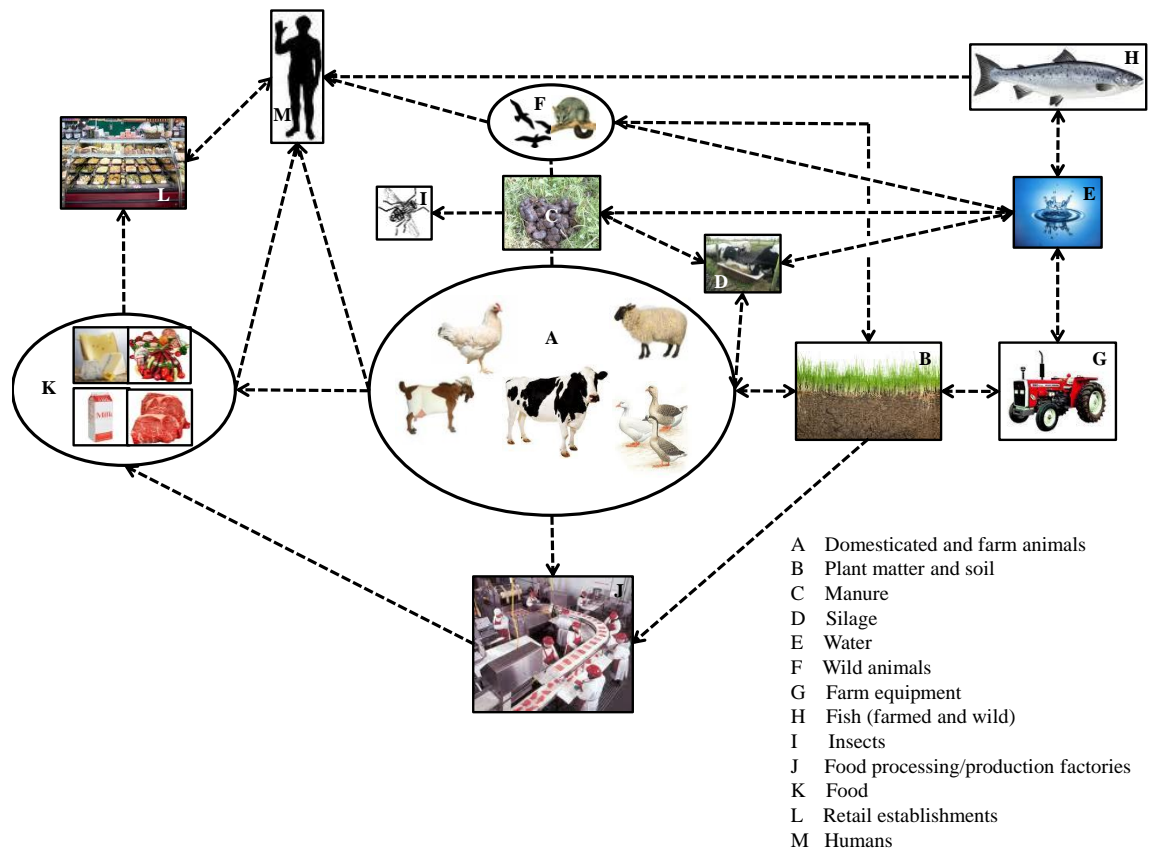 M
H
F
I
C
E
L
D
A
B
G
K
Milk
J
A Domesticated and farm animals
B Plant matter and soil
C Manure
D Silage
E Water
F Wild animals
G Farm equipment
H Fish (farmed and wild)
I Insects
J Food processing/production factories
K Food
L Retail establishments
M Humans